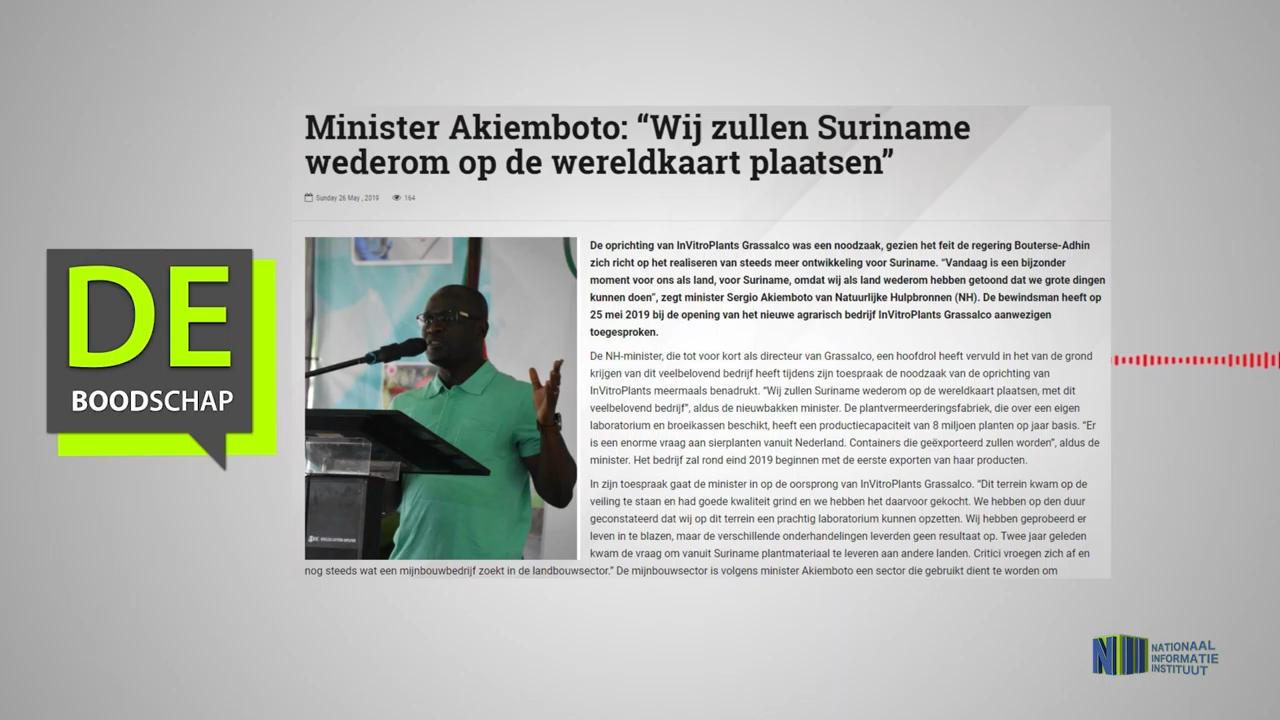 Minister Akiemboto: “Wij zullen Suriname
wederom op de wereldkaart plaatsen”
Sunday 26 May , 2019 164
De oprichting van InVitroPlants Grassalco was een noodzaak, gezien het feit de regering Bouterse-Adhin
zich richt op het realiseren van steeds meer ontwikkeling voor Suriname. “Vandaag is een bijzonder
moment voor ons als land, voor Suriname, omdat wij als land wederom hebben getoond dat we grote dingen
kunnen doen”, zegt minister Sergio Akiemboto van Natuurlijke Hulpbronnen (NH). De bewindsman heeft op
25 mei 2019 bij de opening van het nieuwe agrarisch bedrijf InVitroPlants Grassalco aanwezigen
toegesproken.
De NH-minister, die tot voor kort als directeur van Grassalco, een hoofdrol heeft vervuld in het van de grond
krijgen van dit veelbelovend bedrijf heeft tijdens zijn toespraak de noodzaak van de oprichting van
InVitroPlants meermaals benadrukt. “Wij zullen Suriname wederom op de wereldkaart plaatsen, met dit
veelbelovend bedrijf”, aldus de nieuwbakken minister. De plantvermeerderingsfabriek, die over een eigen
laboratorium en broeikassen beschikt, heeft een productiecapaciteit van 8 miljoen planten op jaar basis. “Er
is een enorme vraag aan sierplanten vanuit Nederland. Containers die geëxporteerd zullen worden”, aldus de
minister. Het bedrijf zal rond eind 2019 beginnen met de eerste exporten van haar producten.
In zijn toespraak gaat de minister in op de oorsprong van InVitroPlants Grassalco. “Dit terrein kwam op de
veiling te staan en had goede kwaliteit grind en we hebben het daarvoor gekocht. We hebben op den duur
geconstateerd dat wij op dit terrein een prachtig laboratorium kunnen opzetten. Wij hebben geprobeerd er
leven in te blazen, maar de verschillende onderhandelingen leverden geen resultaat op. Twee jaar geleden
kwam de vraag om vanuit Suriname plantmateriaal te leveren aan andere landen. Critici vroegen zich af en
nog steeds wat een mijnbouwbedrijf zoekt in de landbouwsector.” De mijnbouwsector is volgens minister Akiemboto een sector die gebruikt dient te worden om
DE
BOODSCHAP
NATIONAAL
INFORMATIE
INSTITUUT